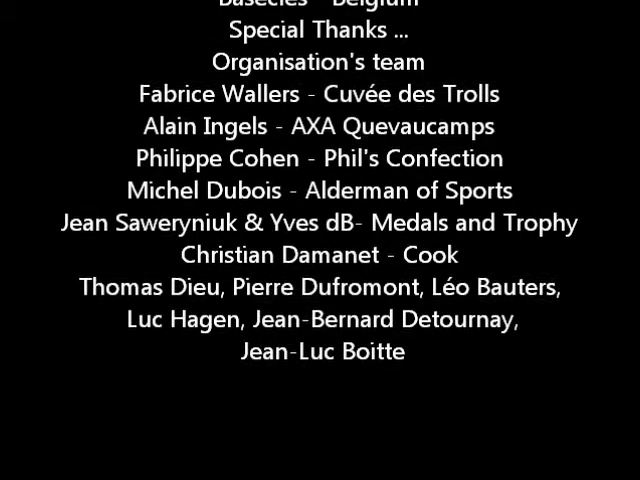 Basècles - Belgium
Special Thanks ...
Organisation's team
Fabrice Wallers - Cuvée des Trolls
Alain Ingels - AXA Quevaucamps
Philippe Cohen - Phil's Confection
Michel Dubois - Alderman of Sports
Jean Saweryniuk & Yves dB- Medals and Trophy
Christian Damanet - Cook
Thomas Dieu, Pierre Dufromont, Léo Bauters,
Luc Hagen, Jean-Bernard Detournay,
Jean-Luc Boitte